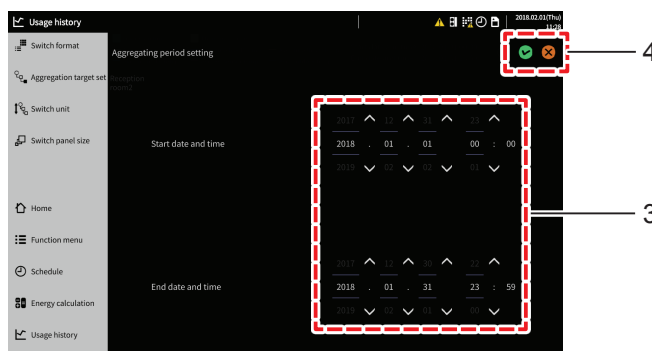 Usage history
2018.02.01(Thu)
11:28
Switch format
Aggregating period setting
4
Aggregation target set
Reception
room2
Switch unit
2017 12 31 23
Switch panel size
Start date and time
2018 . 01 . 01 00 : 00
2019 02 02 01
Home
3
Function menu
2017 12 30 22
Schedule
End date and time
2018 . 01 . 31 23 : 59
Energy calculation
2019 02 01 00
Usage history